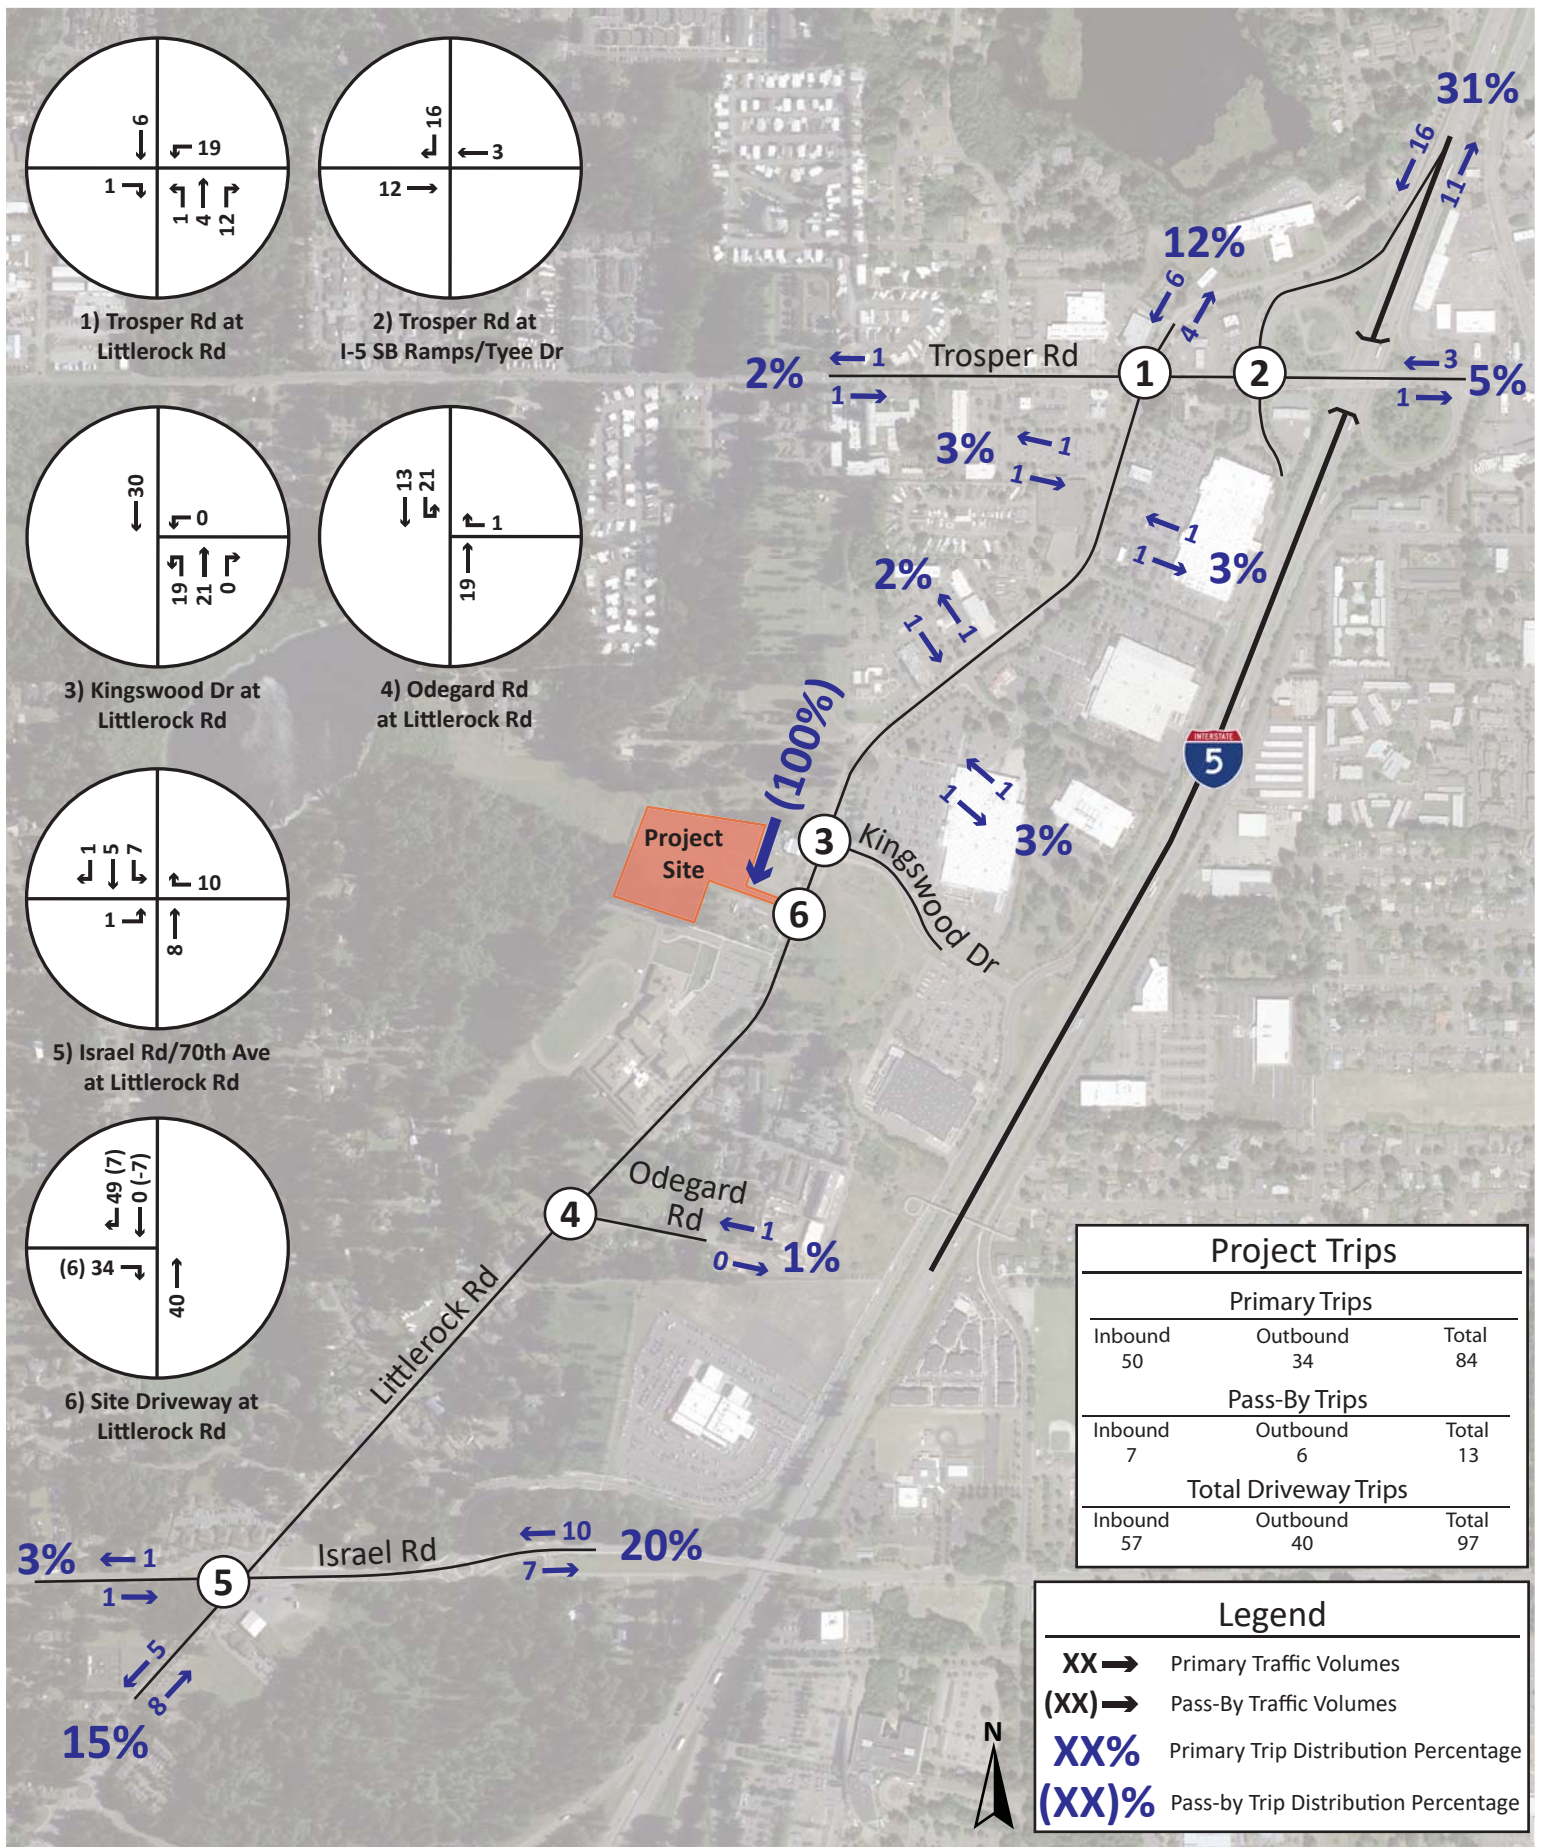 6
19
1
1
4
12
1) Trosper Rd at
Littlerock Rd
16
3
12
2) Trosper Rd at
I-5 SB Ramps/Tyee Dr
30
0
19
21
0
3) Kingswood Dr at
Littlerock Rd
13
21
1
19
4) Odegard Rd
at Littlerock Rd
1
5
7
10
1
8
5) Israel Rd/70th Ave
at Littlerock Rd
49 (7)
0 (-7)
(6) 34
40
6) Site Driveway at
Littlerock Rd
31%
16
11
12%
6
4
2%
1
1
Trosper Rd
1
2
3
1
5%
3%
1
1
1
1
3%
2%
1
1
(100%)
Project
Site
3
6
Kingswood Dr
1
1
3%
INTERSTATE
5
4
Odegard
Rd
1
0
1%
Littlerock Rd
3%
1
1
5
Israel Rd
10
7
20%
5
8
15%
Project Trips
Primary Trips
Inbound Outbound Total
50 34 84
Pass-By Trips
Inbound Outbound Total
7 6 13
Total Driveway Trips
Inbound Outbound Total
57 40 97
Legend
XX Primary Traffic Volumes
(XX) Pass-By Traffic Volumes
XX% Primary Trip Distribution Percentage
(XX)% Pass-by Trip Distribution Percentage
N